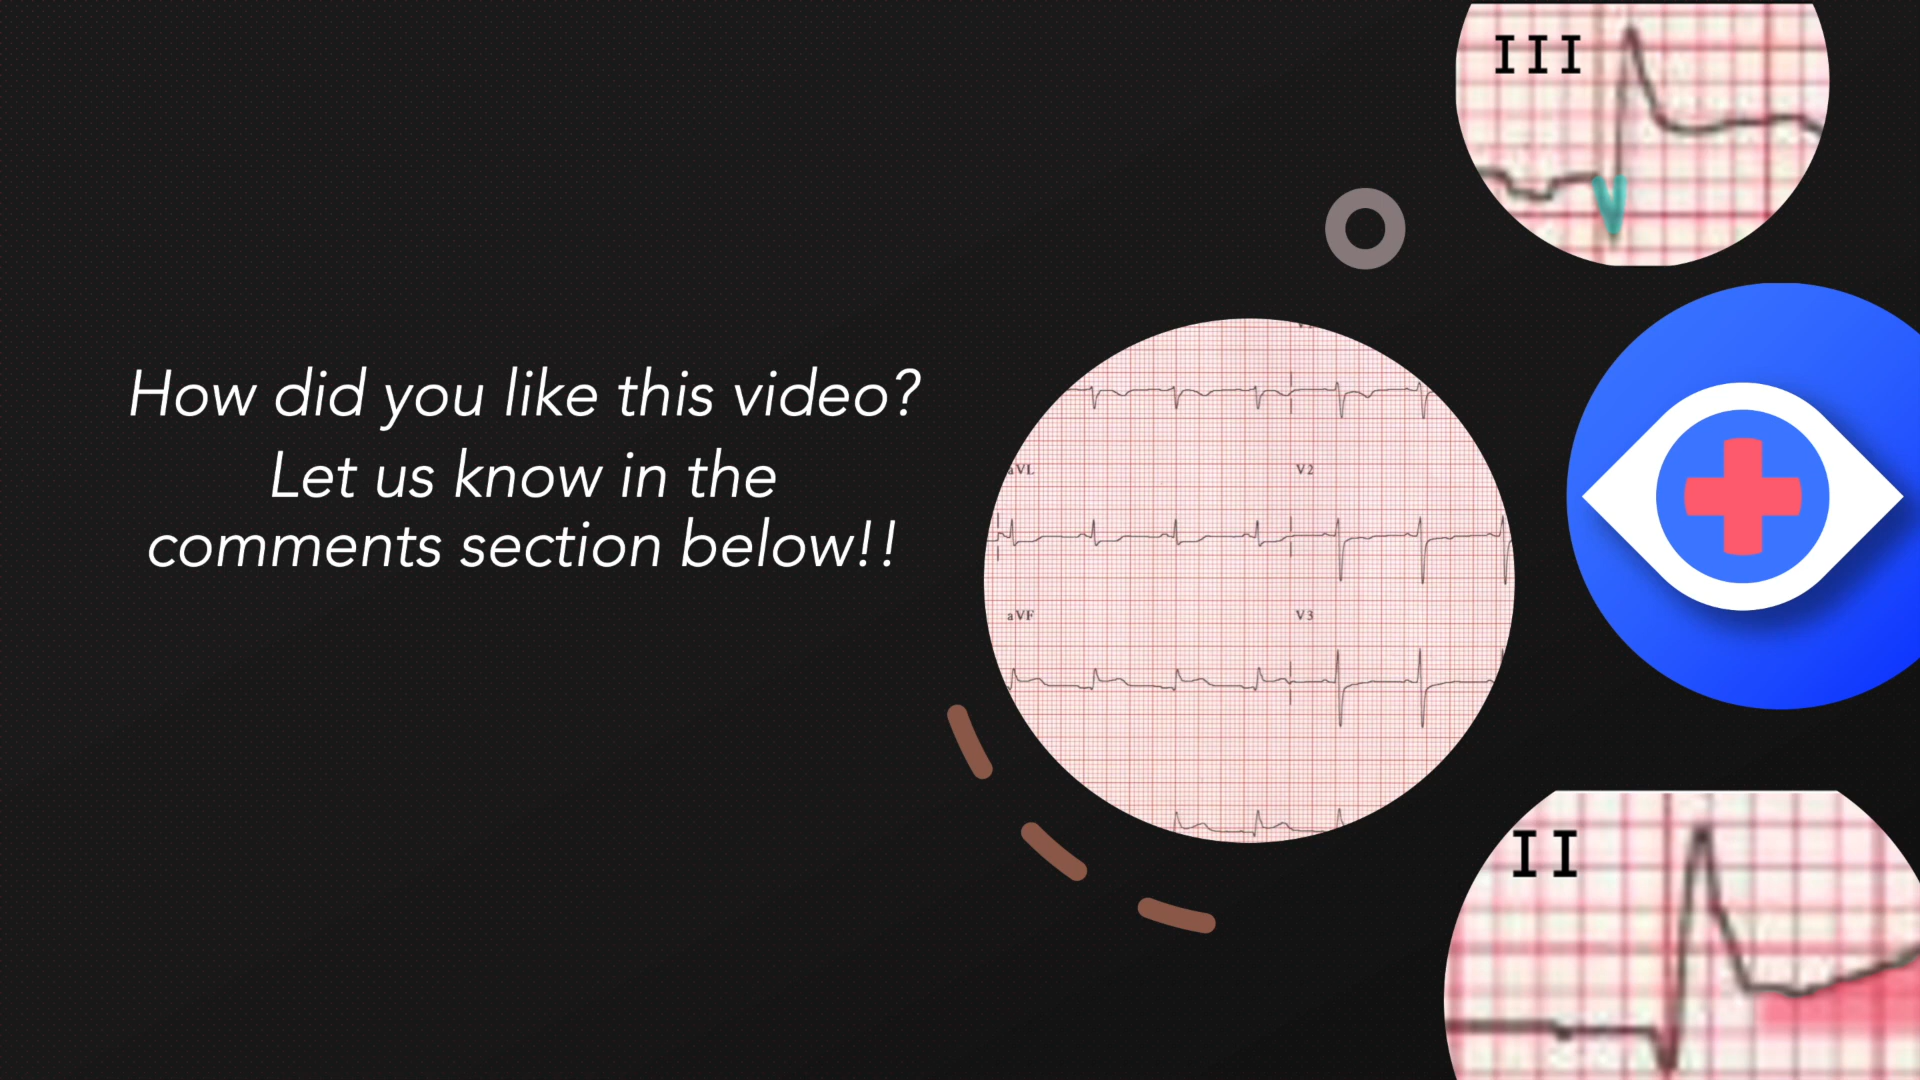 III
How did you like this video?
Let us know in the
comments section below!!
aVL
V2
aVF
V3
II